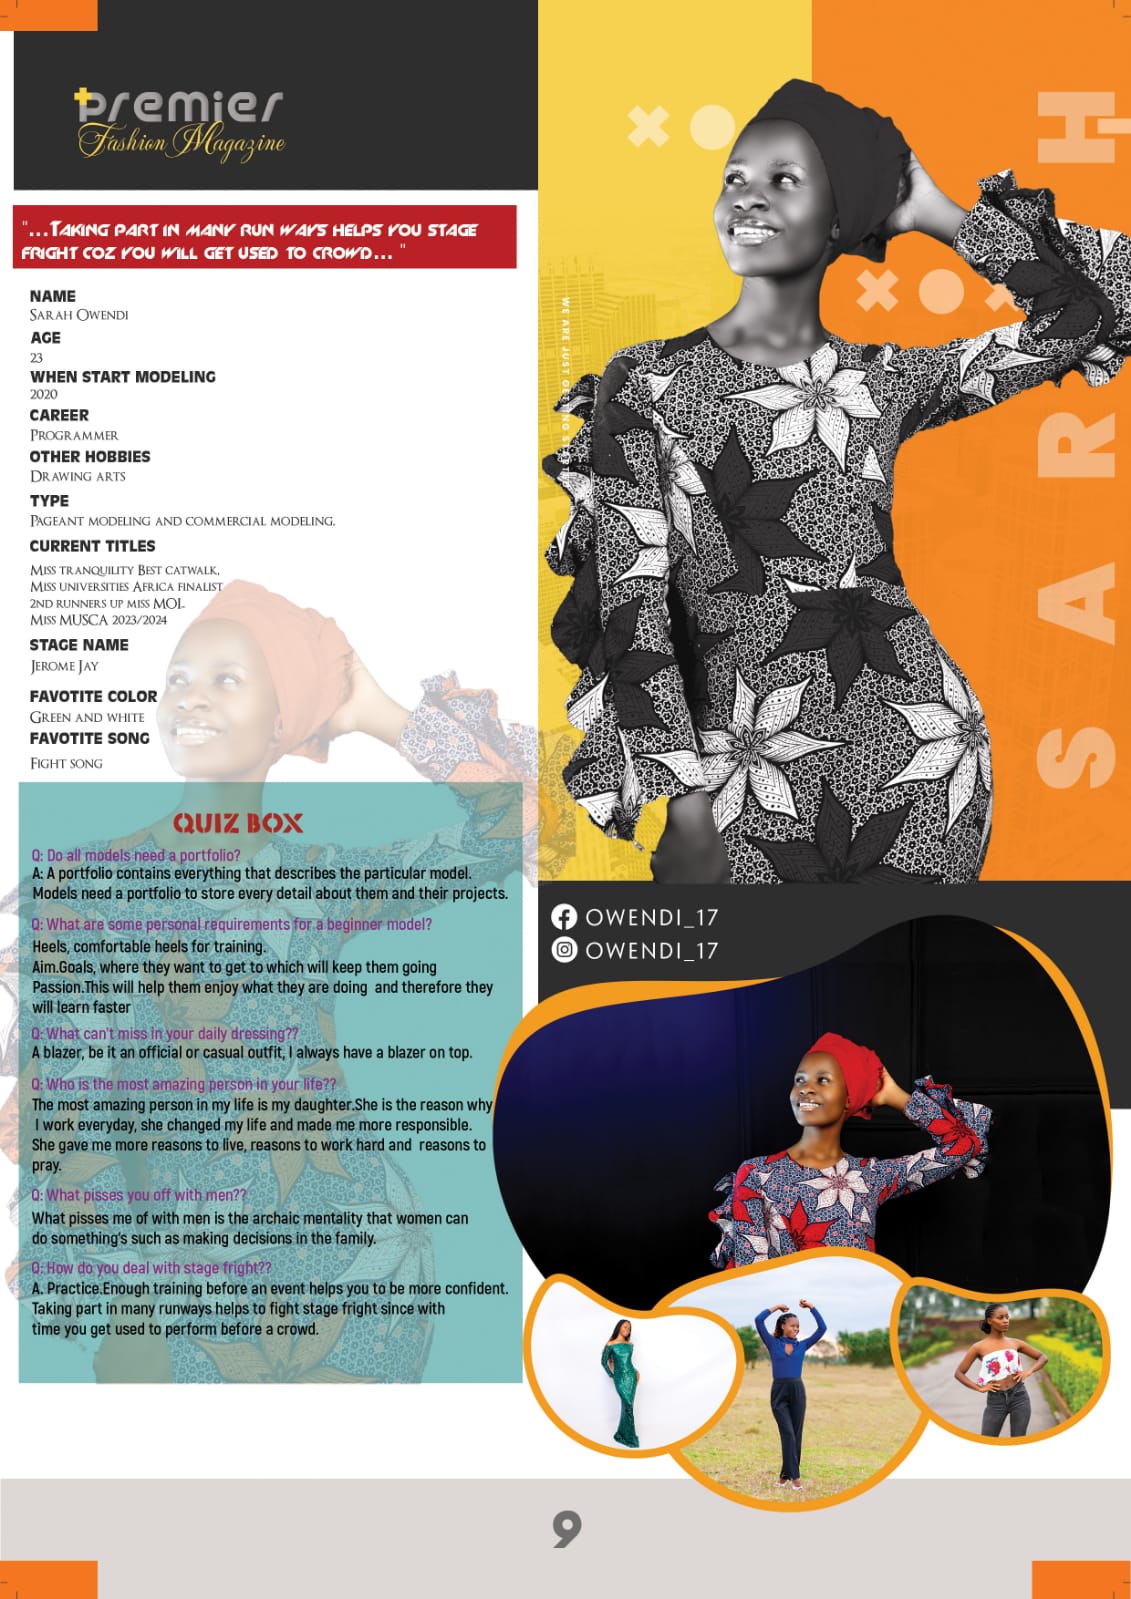 premier
Fashion Magazine
"...Taking part in many run ways helps you stage
fright coz you will get used to crowd... "
NAME
Sarah Owendi
AGE
23
WHEN START MODELING
2020
CAREER
Programmer
OTHER HOBBIES
Drawing arts
TYPE
Pageant modeling and commercial modeling.
CURRENT TITLES
Miss tranquility Best catwalk,
Miss universities Africa finalist
2nd runners up miss MOI.
Miss MUSCA 2023/2024
STAGE NAME
Jerome Jay
FAVOTITE COLOR
Green and white
FAVOTITE SONG
Fight song
QUIZ BOX
Q: Do all models need a portfolio?
A: A portfolio contains everything that describes the particular model.
Models need a portfolio to store every detail about them and their projects.
Q: What are some personal requirements for a beginner model?
Heels, comfortable heels for training.
Aim.Goals, where they want to get to which will keep them going
Passion.This will help them enjoy what they are doing and therefore they
will learn faster
Q: What can't miss in your daily dressing??
A blazer, be it an official or casual outfit, I always have a blazer on top.
Q: Who is the most amazing person in your life??
The most amazing person in my life is my daughter.She is the reason why
I work everyday, she changed my life and made me more responsible.
She gave me more reasons to live, reasons to work hard and reasons to
pray.
Q: What pisses you off with men??
What pisses me of with men is the archaic mentality that women can
do something's such as making decisions in the family.
Q: How do you deal with stage fright??
A. Practice.Enough training before an event helps you to be more confident.
Taking part in many runways helps to fight stage fright since with
time you get used to perform before a crowd.
WE ARE JUST
SARAH
OWENDI_17
OWENDI_17
9